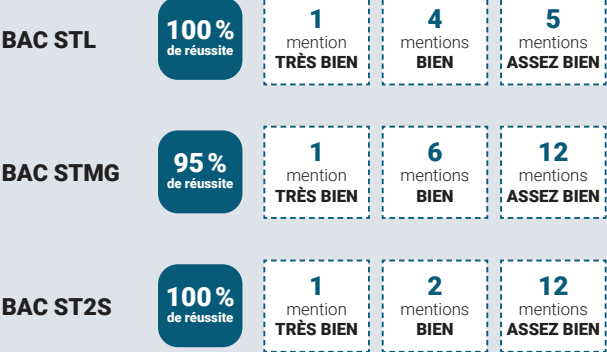 BAC STL
100 %
de réussite
1
mention
TRÈS BIEN
4
mentions
BIEN
5
mentions
ASSEZ BIEN
BAC STMG
95 %
de réussite
1
mention
TRÈS BIEN
6
mentions
BIEN
12
mentions
ASSEZ BIEN
BAC ST2S
100 %
de réussite
1
mention
TRÈS BIEN
2
mentions
BIEN
12
mentions
ASSEZ BIEN